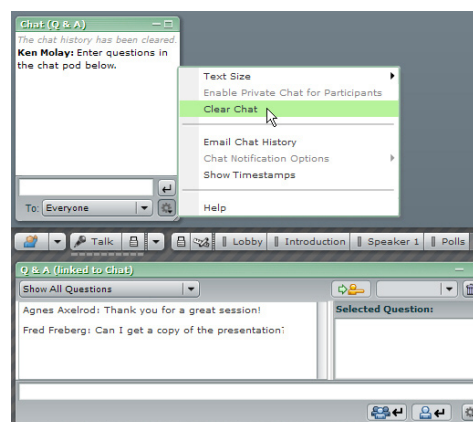 Chat (Q & A)
The chat history has been cleared.
Ken Molay: Enter questions in
the chat pod below.
Text Size
Enable Private Chat for Participants
Clear Chat
Email Chat History
Chat Notification Options
Show Timestamps
Help
To: Everyone
Talk
Lobby
Introduction
Speaker 1
Polls
Q & A (linked to Chat)
Show All Questions
Agnes Axelrod: Thank you for a great session!
Fred Freberg: Can I get a copy of the presentation?
Selected Question: